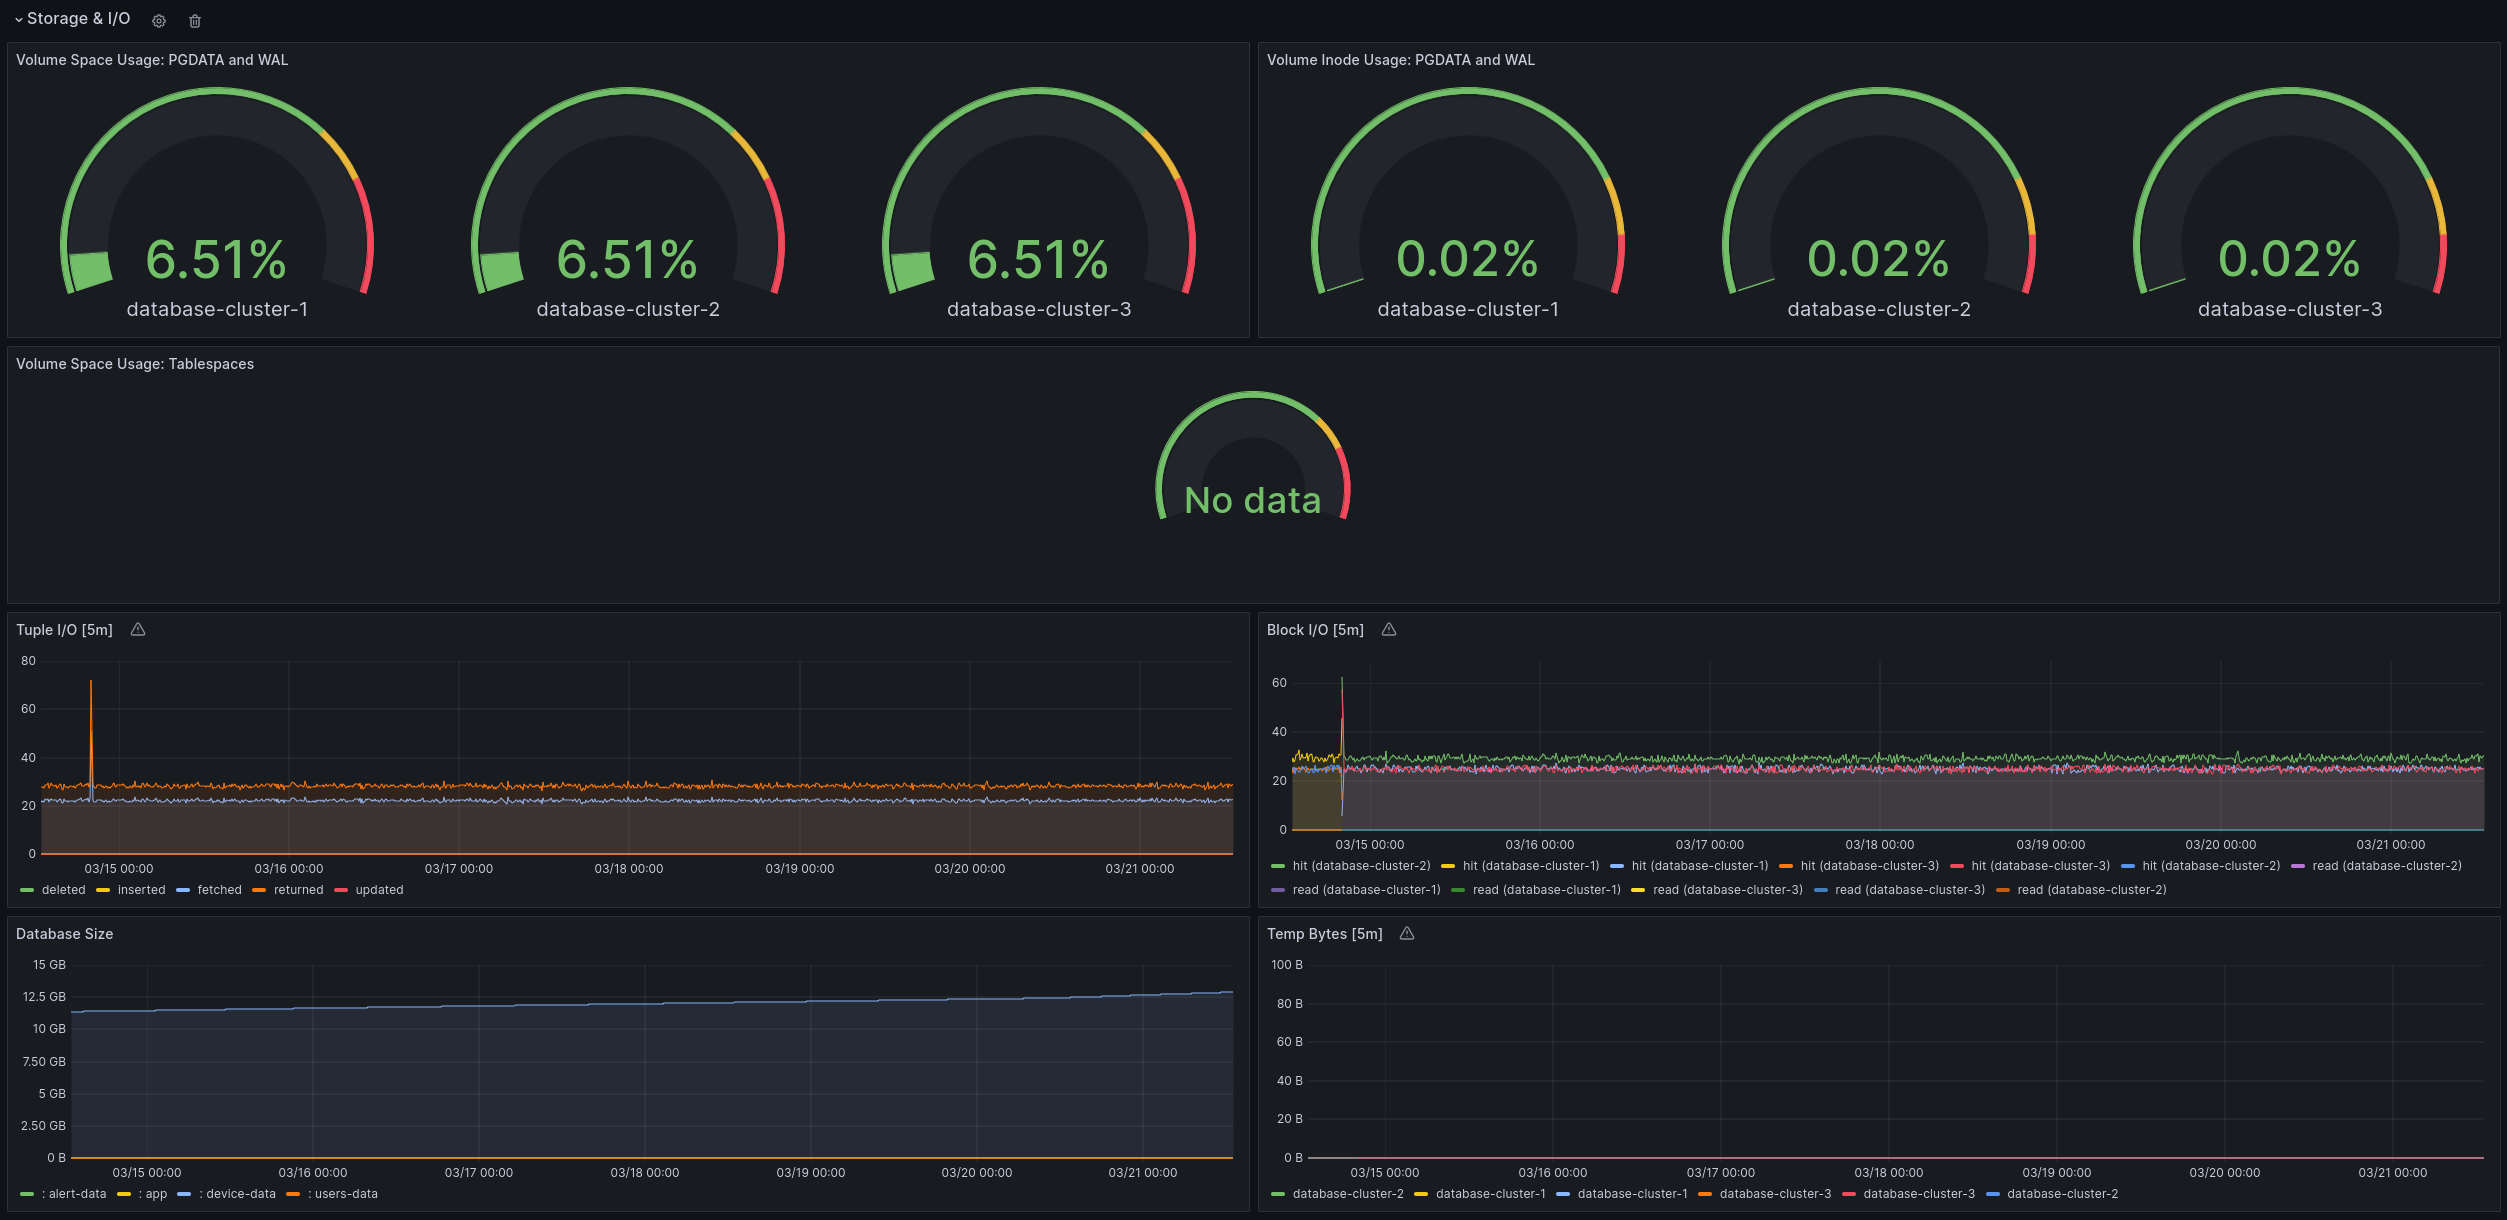 Storage & I/O
Volume Space Usage: PGDATA and WAL
6.51% 6.51% 6.51%
database-cluster-1 database-cluster-2 database-cluster-3
Volume Inode Usage: PGDATA and WAL
0.02% 0.02% 0.02%
database-cluster-1 database-cluster-2 database-cluster-3
Volume Space Usage: Tablespaces
No data
Tuple I/O [5m]
80
60
40
20
0
03/15 00:00 03/16 00:00 03/17 00:00 03/18 00:00 03/19 00:00 03/20 00:00 03/21 00:00
deleted inserted fetched returned updated
Block I/O [5m]
60
40
20
0
03/15 00:00 03/16 00:00 03/17 00:00 03/18 00:00 03/19 00:00 03/20 00:00 03/21 00:00
hit (database-cluster-2) hit (database-cluster-1) hit (database-cluster-1) hit (database-cluster-3) hit (database-cluster-3) hit (database-cluster-2) read (database-cluster-2)
read (database-cluster-1) read (database-cluster-1) read (database-cluster-3) read (database-cluster-3) read (database-cluster-2)
Database Size
15 GB
12.5 GB
10 GB
7.50 GB
5 GB
2.50 GB
0 B
03/15 00:00 03/16 00:00 03/17 00:00 03/18 00:00 03/19 00:00 03/20 00:00 03/21 00:00
: alert-data : app : device-data : users-data
Temp Bytes [5m]
100 B
80 B
60 B
40 B
20 B
0 B
03/15 00:00 03/16 00:00 03/17 00:00 03/18 00:00 03/19 00:00 03/20 00:00 03/21 00:00
database-cluster-2 database-cluster-1 database-cluster-1 database-cluster-3 database-cluster-3 database-cluster-2